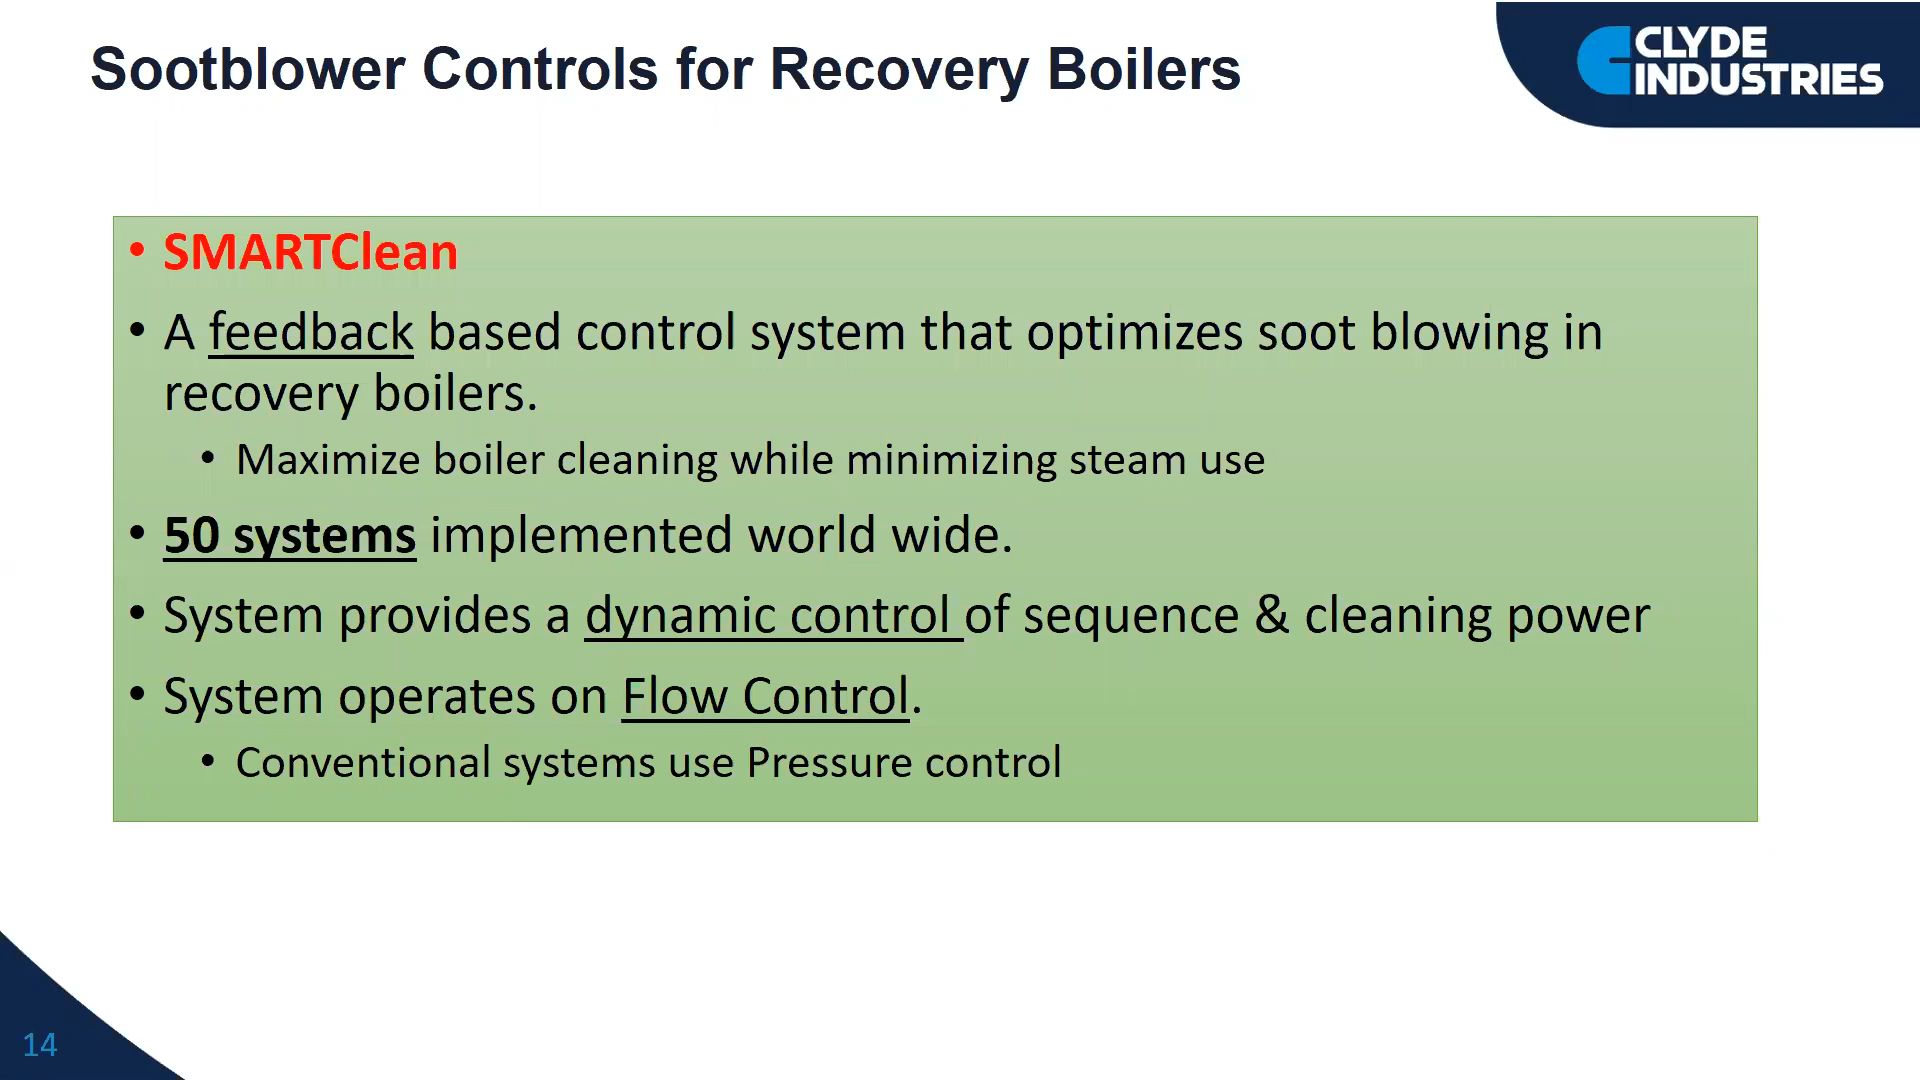 Sootblower Controls for Recovery Boilers
CLYDE
INDUSTRIES
• SMARTClean
• A feedback based control system that optimizes soot blowing in
recovery boilers.
• Maximize boiler cleaning while minimizing steam use
• 50 systems implemented world wide.
• System provides a dynamic control of sequence & cleaning power
• System operates on Flow Control.
• Conventional systems use Pressure control
14